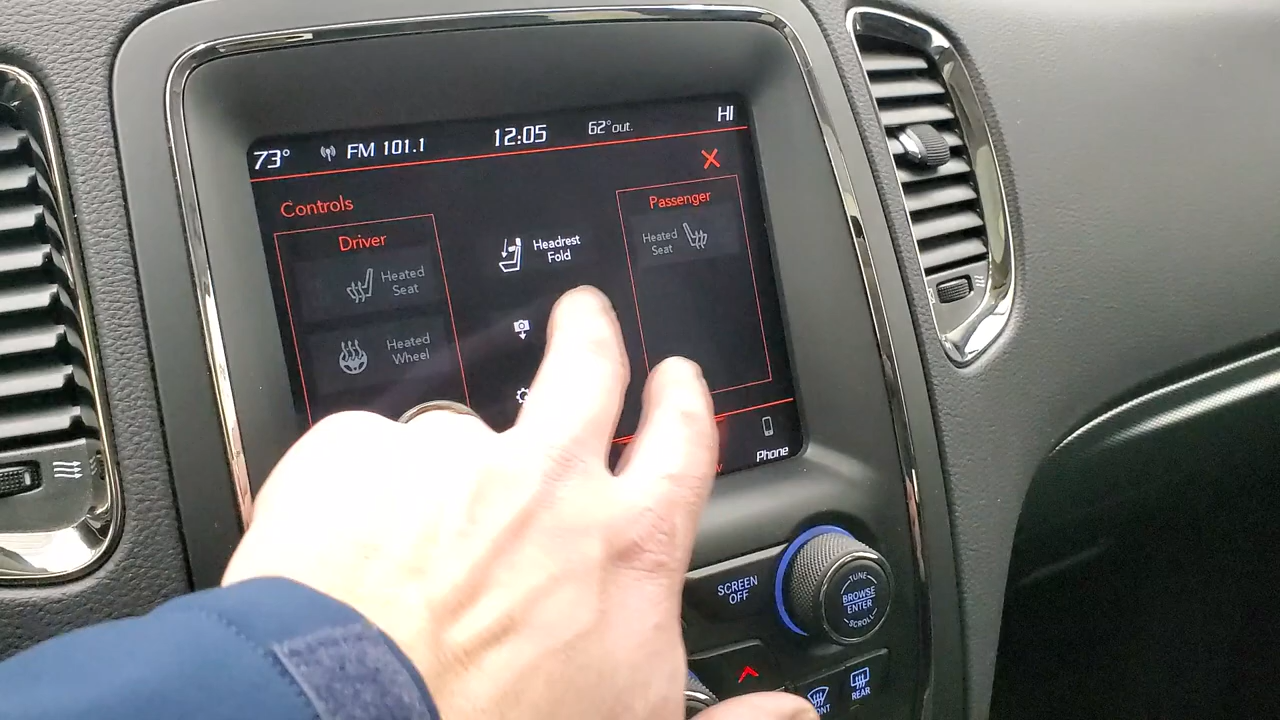 73° FM 101.1 12:05 62°out. HI
Controls
Driver
Heated
Seat
Heated
Wheel
Headrest
Fold
Passenger
Heated
Seat
Phone
SCREEN
OFF
TUNE
BROWSE
ENTER
SCROLL
REAR